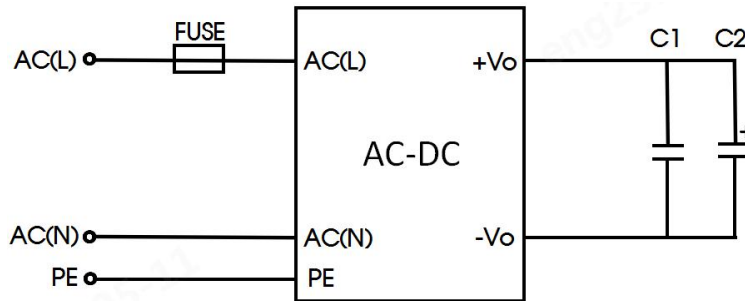 FUSE
C1
C2
AC(L)
AC(L)
+Vo
AC-DC
AC(N)
AC(N)
-Vo
PE
PE